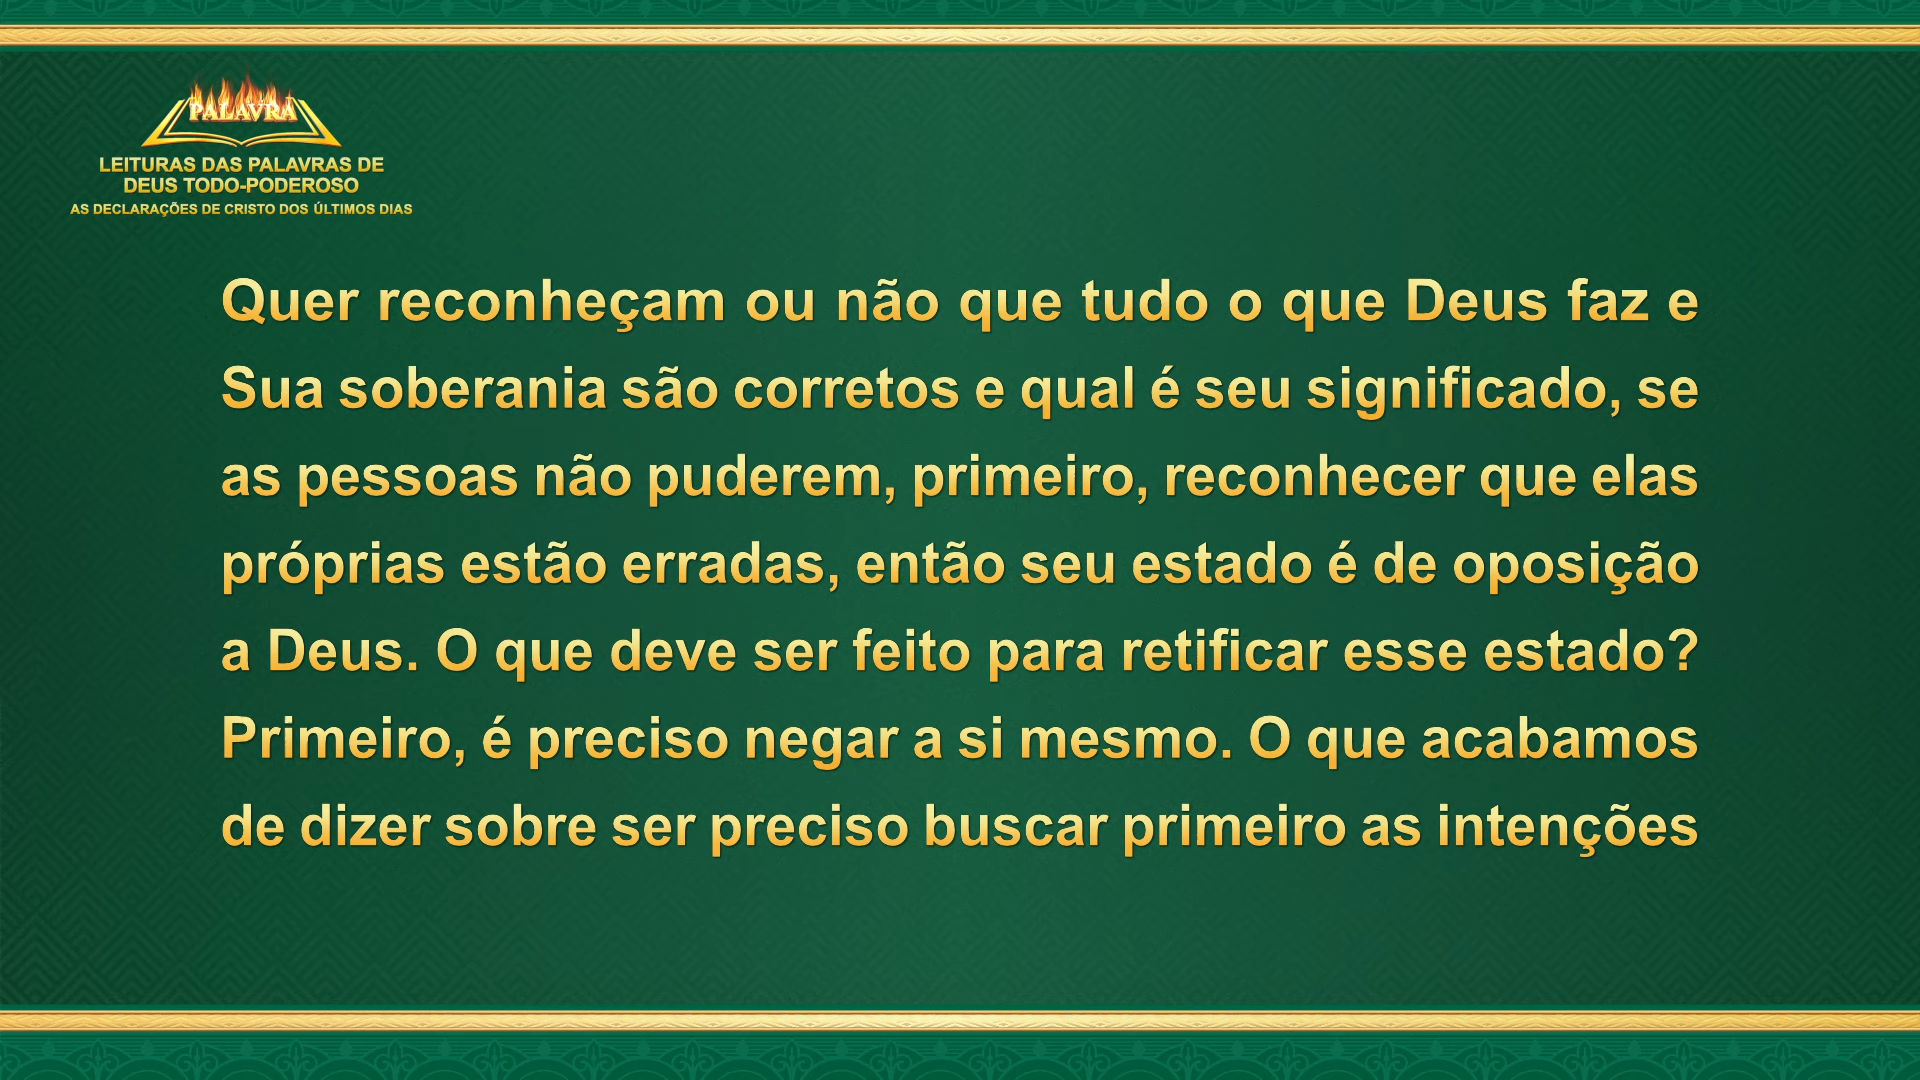 PALAVRA
LEITURAS DAS PALAVRAS DE
DEUS TODO-PODEROSO
AS DECLARAÇÕES DE CRISTO DOS ÚLTIMOS DIAS
Quer reconheçam ou não que tudo o que Deus faz e
Sua soberania são corretos e qual é seu significado, se
as pessoas não puderem, primeiro, reconhecer que elas
próprias estão erradas, então seu estado é de oposição
a Deus. O que deve ser feito para retificar esse estado?
Primeiro, é preciso negar a si mesmo. O que acabamos
de dizer sobre ser preciso buscar primeiro as intenções